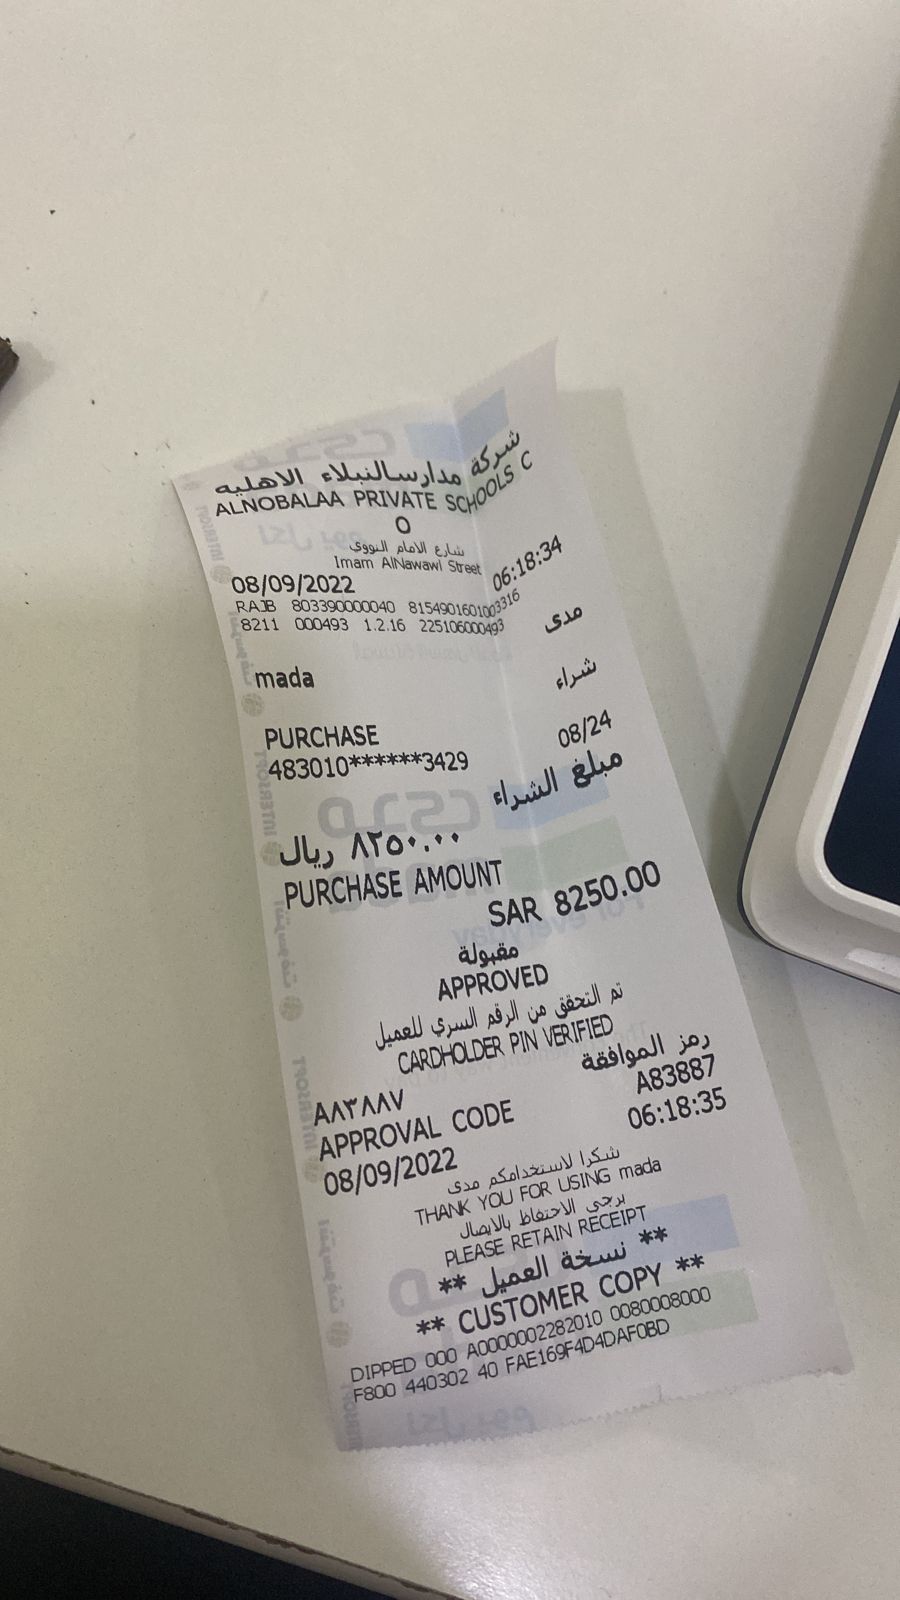 شركة مدارس النبلاء الاهليه
ALNOBALAA PRIVATE SCHOOLS C
O
شارع الامام النووي
Imam AlNawawi Street
08/09/2022 06:18:34
RAJB 803390000040 8154901601003316
8211 000493 1.2.16 225106000493
مدى
mada
شراء
PURCHASE
483010******3429 08/24
مبلغ الشراء
٨٢٥٠.٠٠ ريال
PURCHASE AMOUNT
SAR 8250.00
مقبولة
APPROVED
تم التحقق من الرقم السري للعميل
CARDHOLDER PIN VERIFIED
رمز الموافقة
A٨٣٨٨٧ A83887
APPROVAL CODE
08/09/2022 06:18:35
شكرا لاستخدامكم مدى
THANK YOU FOR USING mada
يرجى الاحتفاظ بالايصال
PLEASE RETAIN RECEIPT
** نسخة العميل **
** CUSTOMER COPY **
DIPPED 000 A0000002282010 0080008000
F800 440302 40 FAE169F4D4DAF0BD